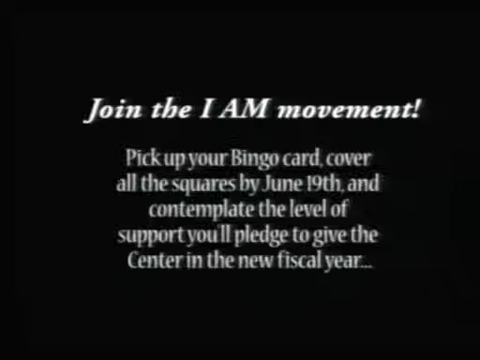 Join the I AM movement!
Pick up your Bingo card, cover
all the squares by June 19th, and
contemplate the level of
support you'll pledge to give the
Center in the new fiscal year...